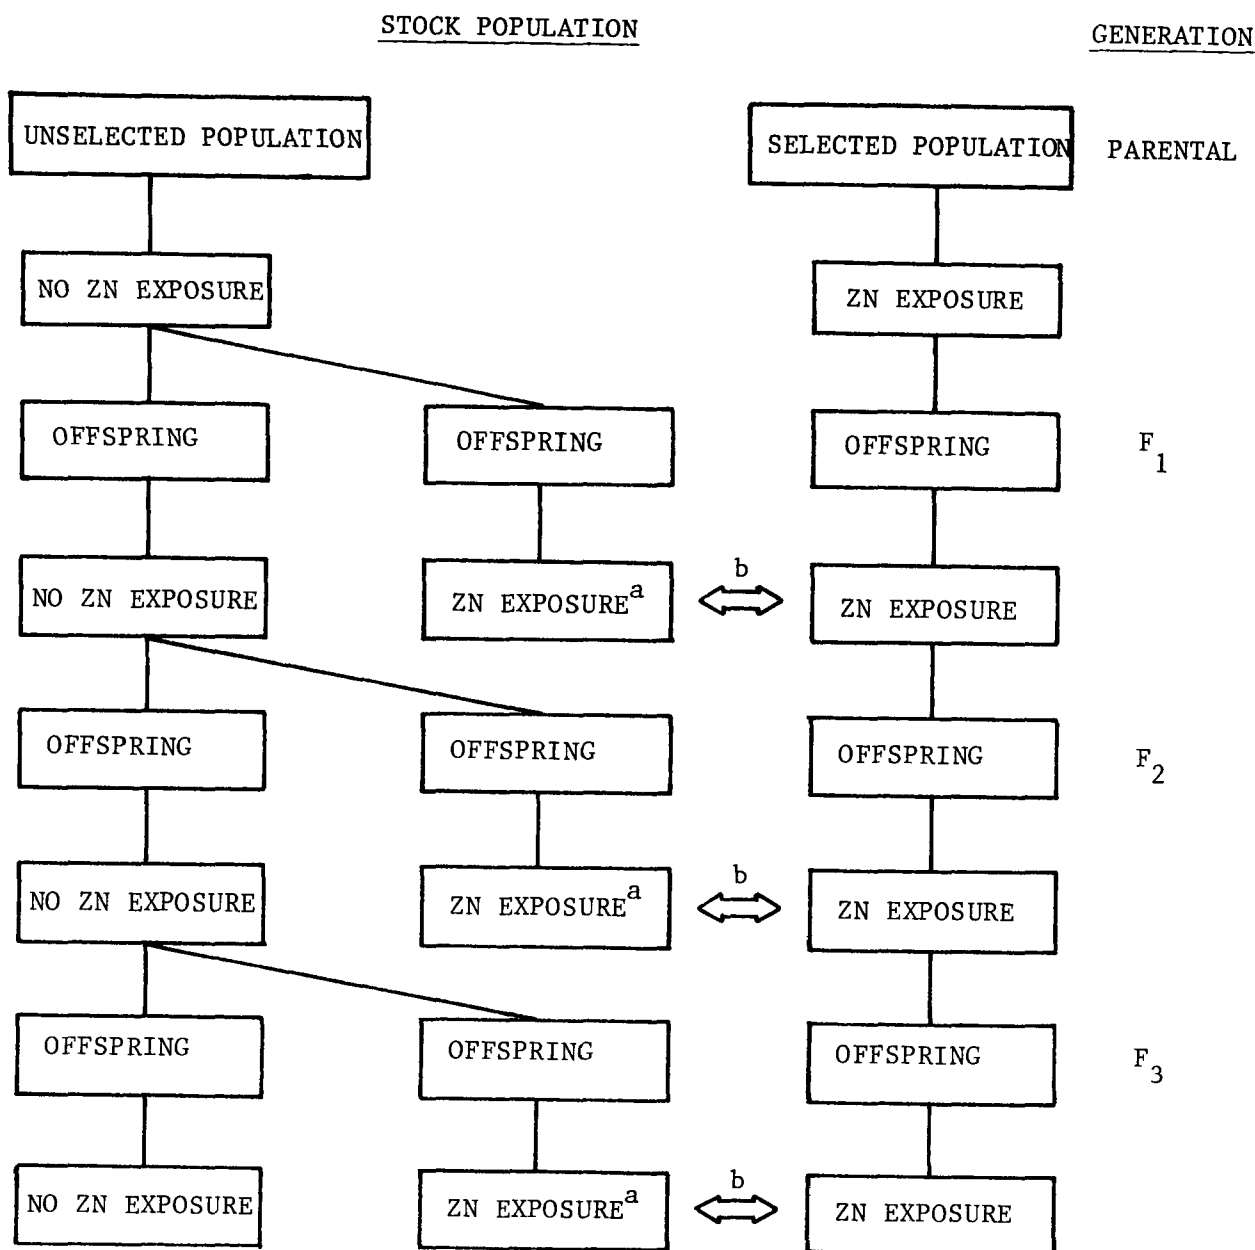 STOCK POPULATION
GENERATION
UNSELECTED POPULATION
SELECTED POPULATION
PARENTAL
NO ZN EXPOSURE
ZN EXPOSURE
OFFSPRING
OFFSPRING
OFFSPRING
F1
NO ZN EXPOSURE
ZN EXPOSUREa
b
ZN EXPOSURE
OFFSPRING
OFFSPRING
OFFSPRING
F2
NO ZN EXPOSURE
ZN EXPOSUREa
b
ZN EXPOSURE
OFFSPRING
OFFSPRING
OFFSPRING
F3
NO ZN EXPOSURE
ZN EXPOSUREa
b
ZN EXPOSURE